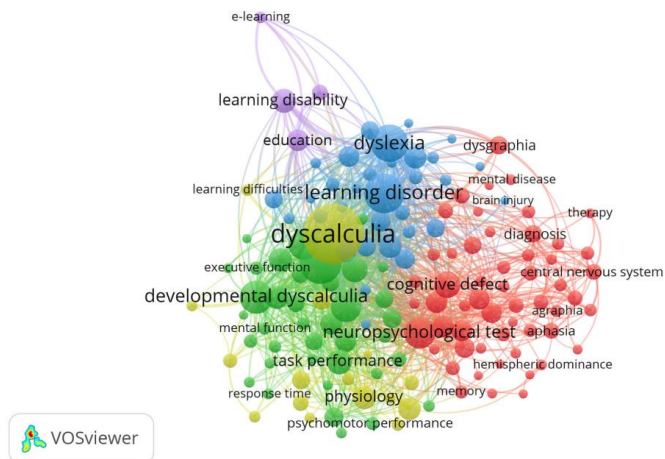 e-learning
learning disability
education
dyslexia
dysgraphia
learning difficulties
learning disorder
mental disease
brain injury
therapy
dyscalculia
diagnosis
executive function
cognitive defect
central nervous system
developmental dyscalculia
agraphia
mental function
neuropsychological test
aphasia
task performance
hemispheric dominance
response time
physiology
memory
psychomotor performance
VOSviewer